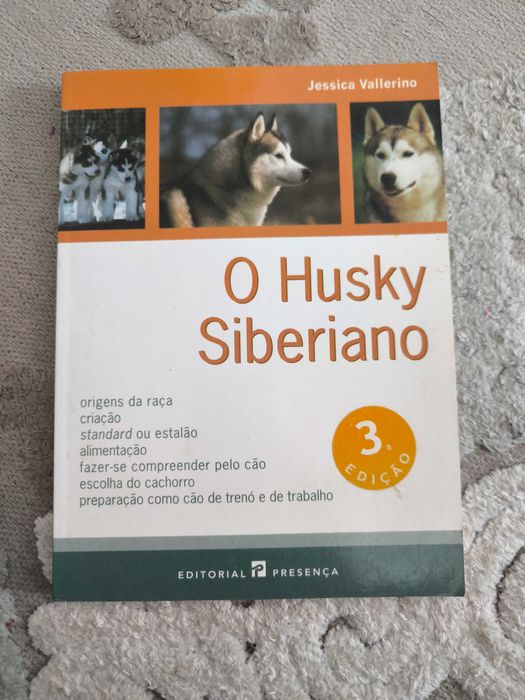 Jessica Vallerino
O Husky
Siberiano
origens da raça
criação
standard ou estalão
alimentação
fazer-se compreender pelo cão
escolha do cachorro
preparação como cão de trenó e de trabalho
3.ª
EDIÇÃO
EDITORIAL P PRESENÇA